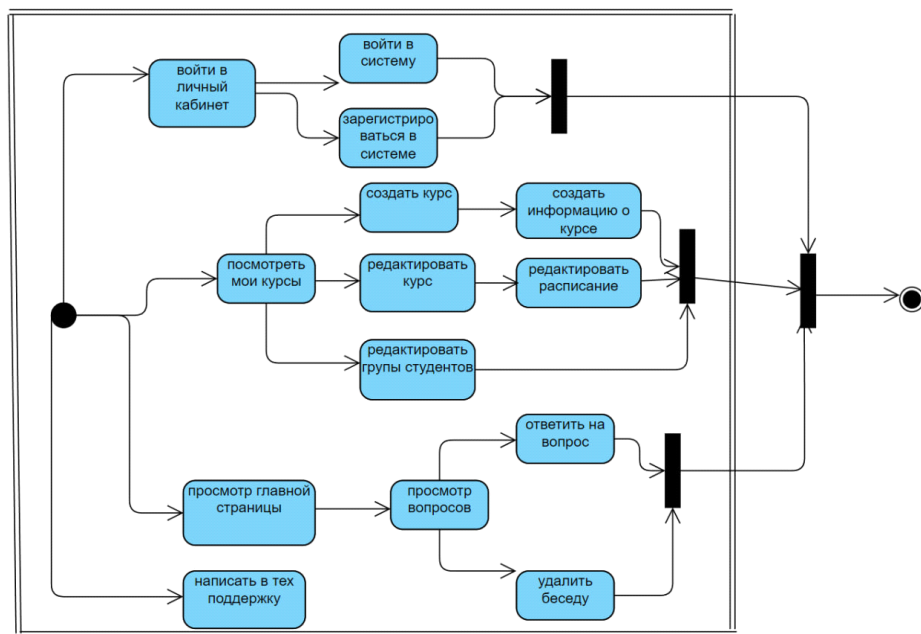 войти в
личный
кабинет
войти в
систему
зарегистриро
ваться в
системе
создать курс
создать
информацию о
курсе
посмотреть
мои курсы
редактировать
курс
редактировать
расписание
редактировать
групы студентов
ответить на
вопрос
просмотр главной
страницы
просмотр
вопросов
написать в тех
поддержку
удалить
беседу